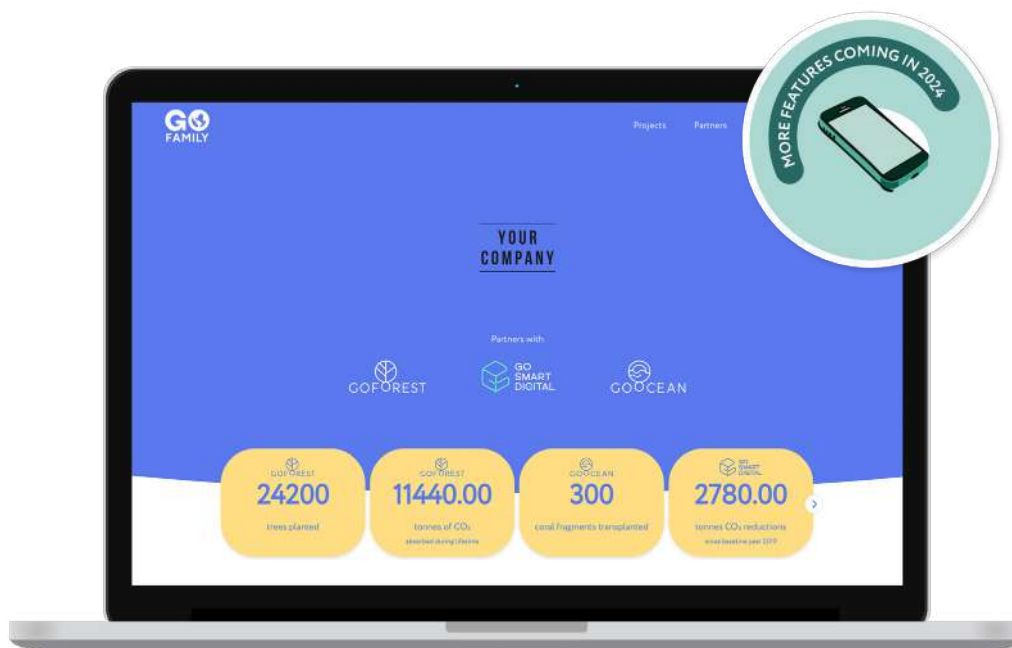 MORE FEATURES COMING IN 2024
GO
FAMILY
Projects
Partners
YOUR
COMPANY
Partners with
GOFOREST
GO
SMART
DIGITAL
GOOCEAN
GOFOREST
24200
trees planted
GOFOREST
11440.00
tonnes of CO₂
absorbed during lifetime
GOOCEAN
300
coral fragments transplanted
GO
SMART
DIGITAL
2780.00
tonnes CO₂ reductions
since baseline year 2019